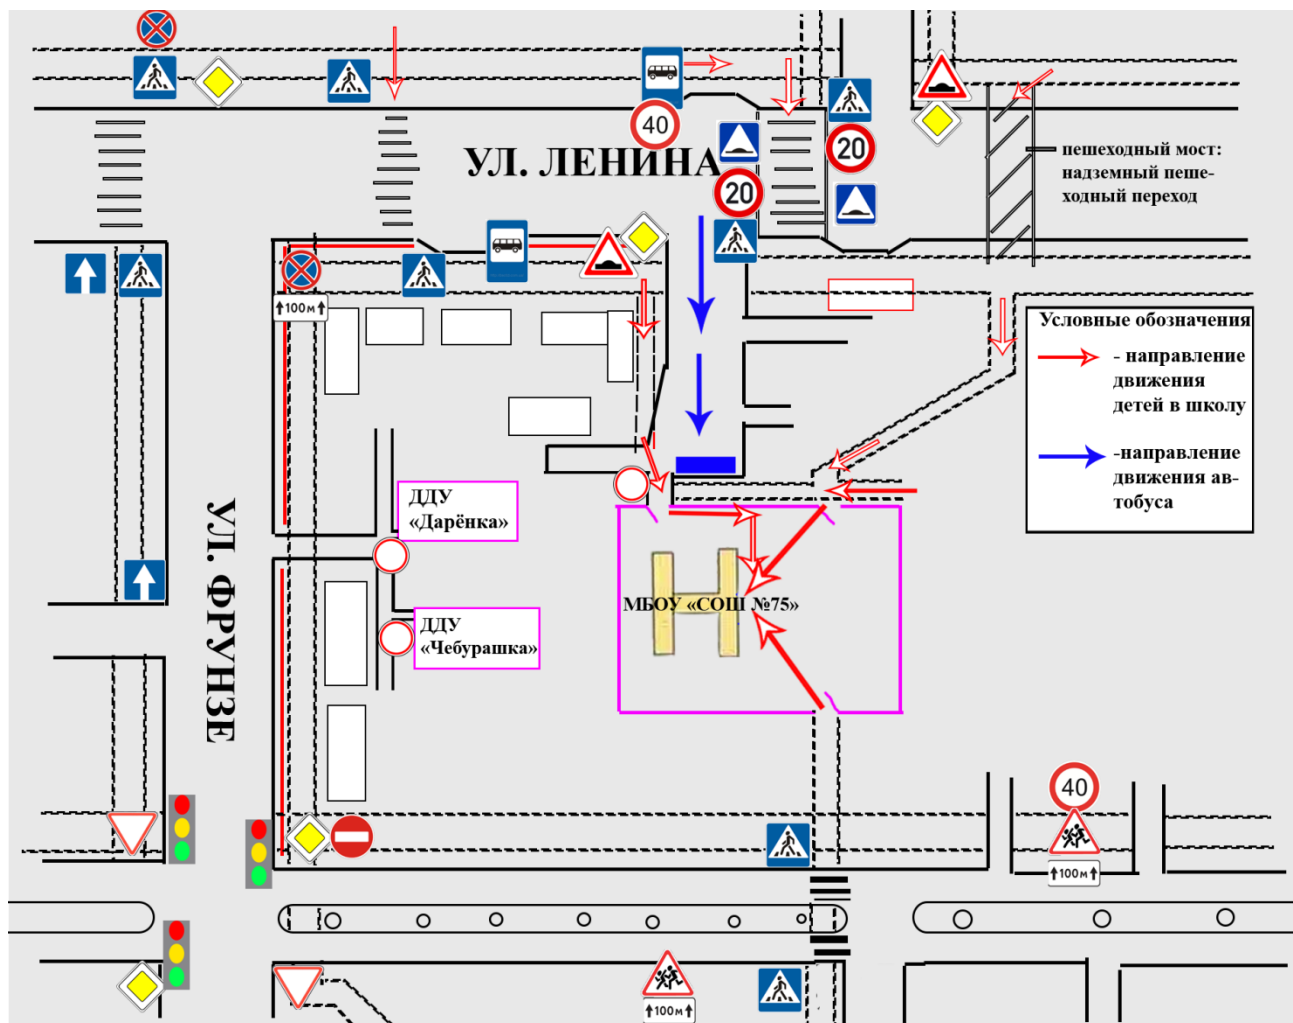 40
УЛ. ЛЕНИНА
20
20
пешеходный мост:
надземный пеше-
ходный переход
100м
Условные обозначения
- направление
движения
детей в школу
-направление
движения ав-
тобуса
ДДУ
«Дарёнка»
УЛ. ФРУНЗЕ
МБОУ «СОШ №75»
ДДУ
«Чебурашка»
40
100м
100м